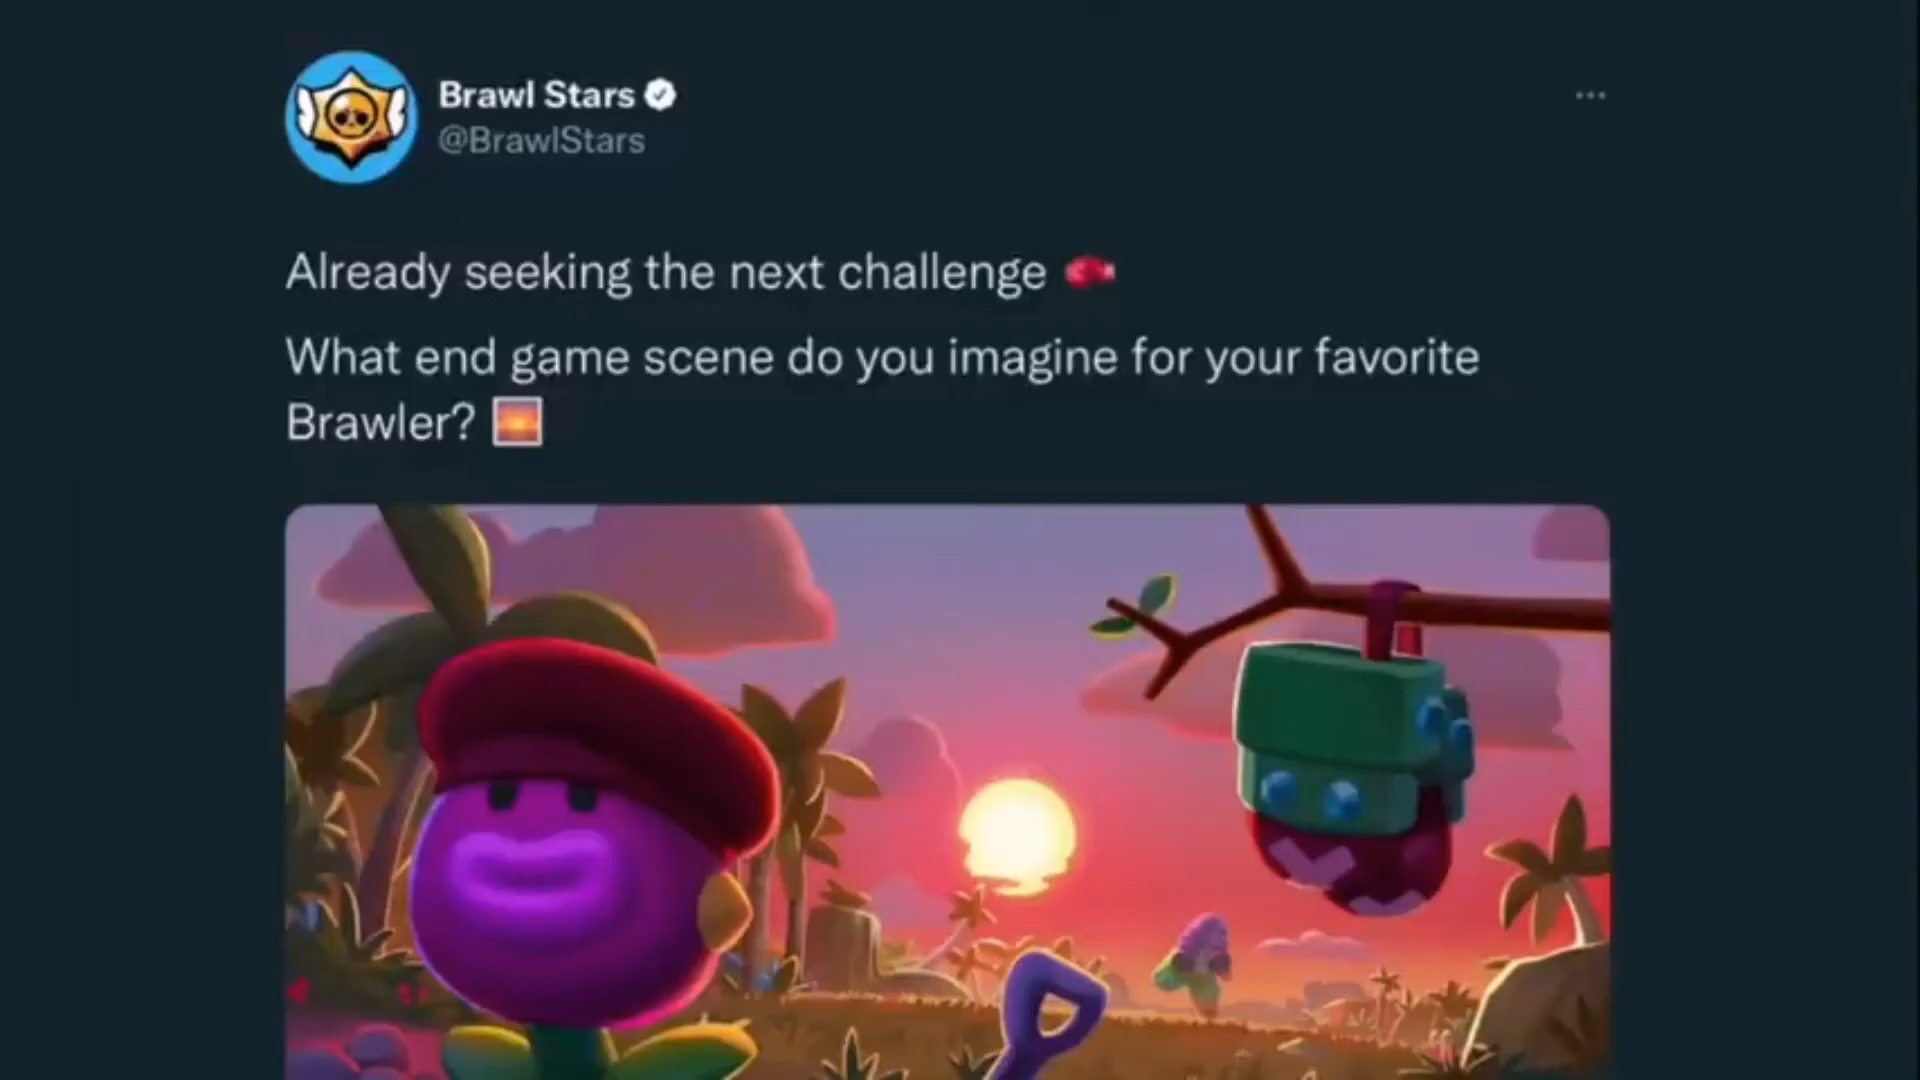 Brawl Stars
@BrawlStars
Already seeking the next challenge
What end game scene do you imagine for your favorite
Brawler?